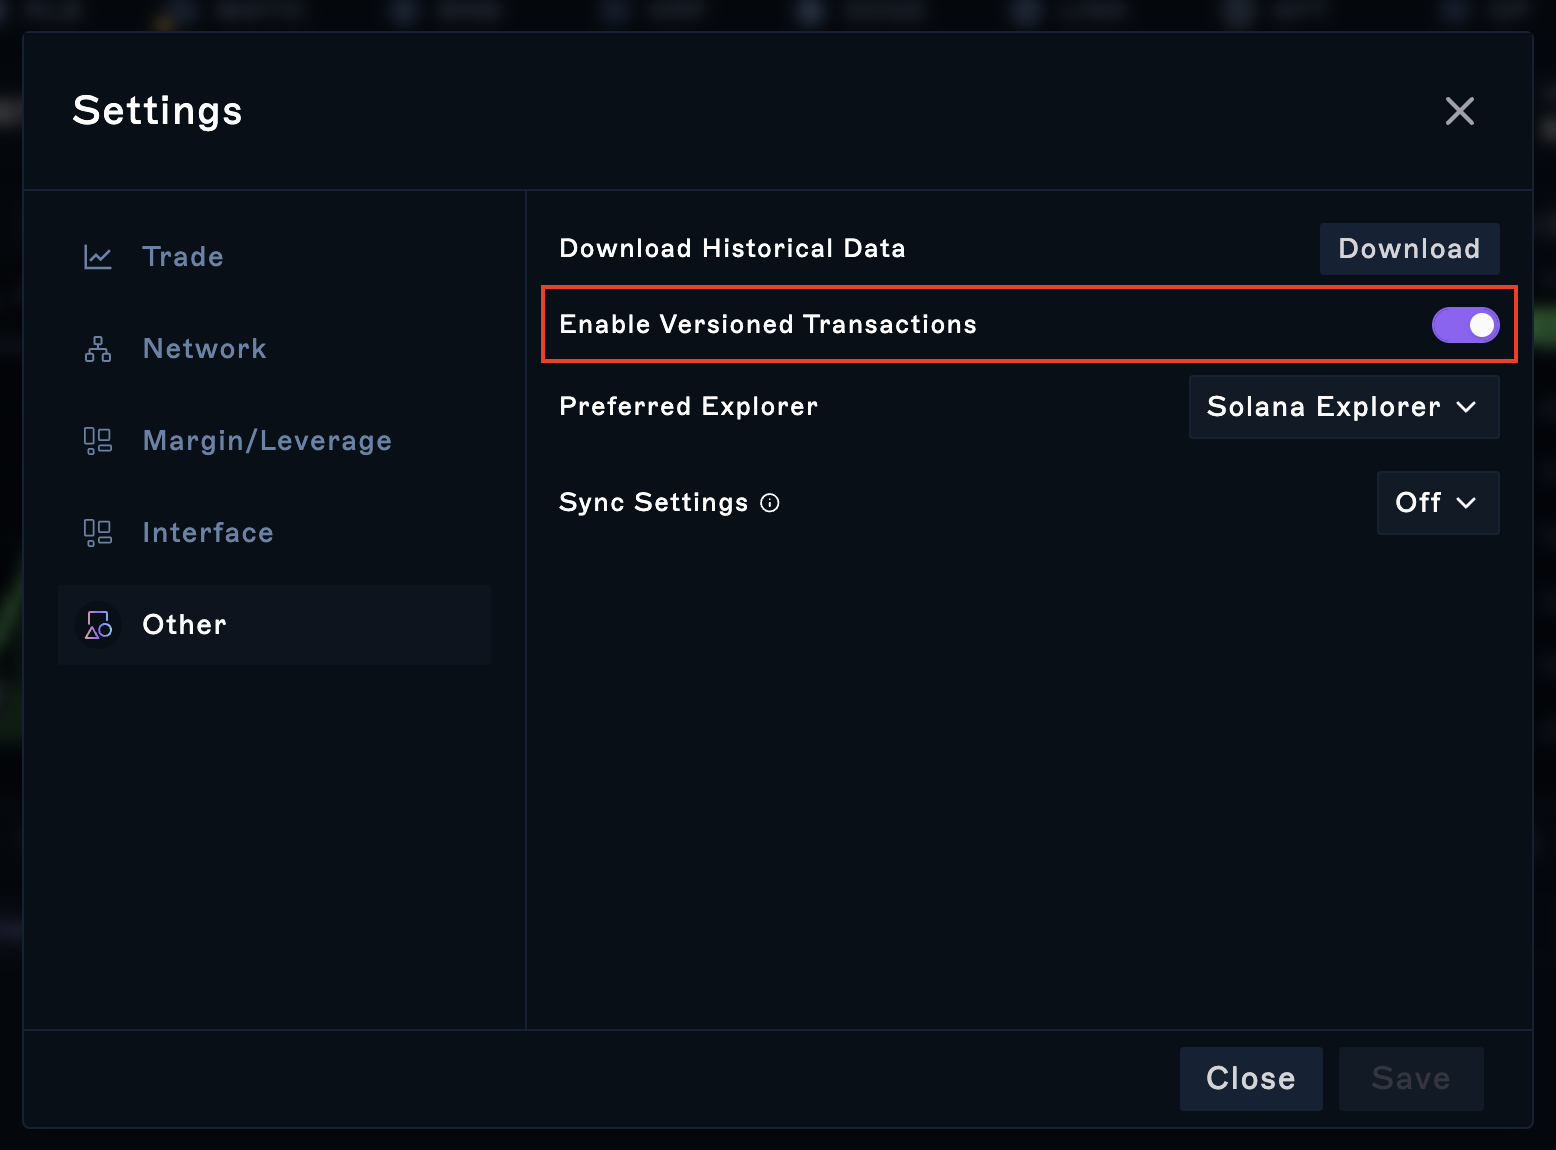 Settings
Trade
Network
Margin/Leverage
Interface
Other
Download Historical Data
Download
Enable Versioned Transactions
Preferred Explorer
Solana Explorer
Sync Settings
Off
Close
Save